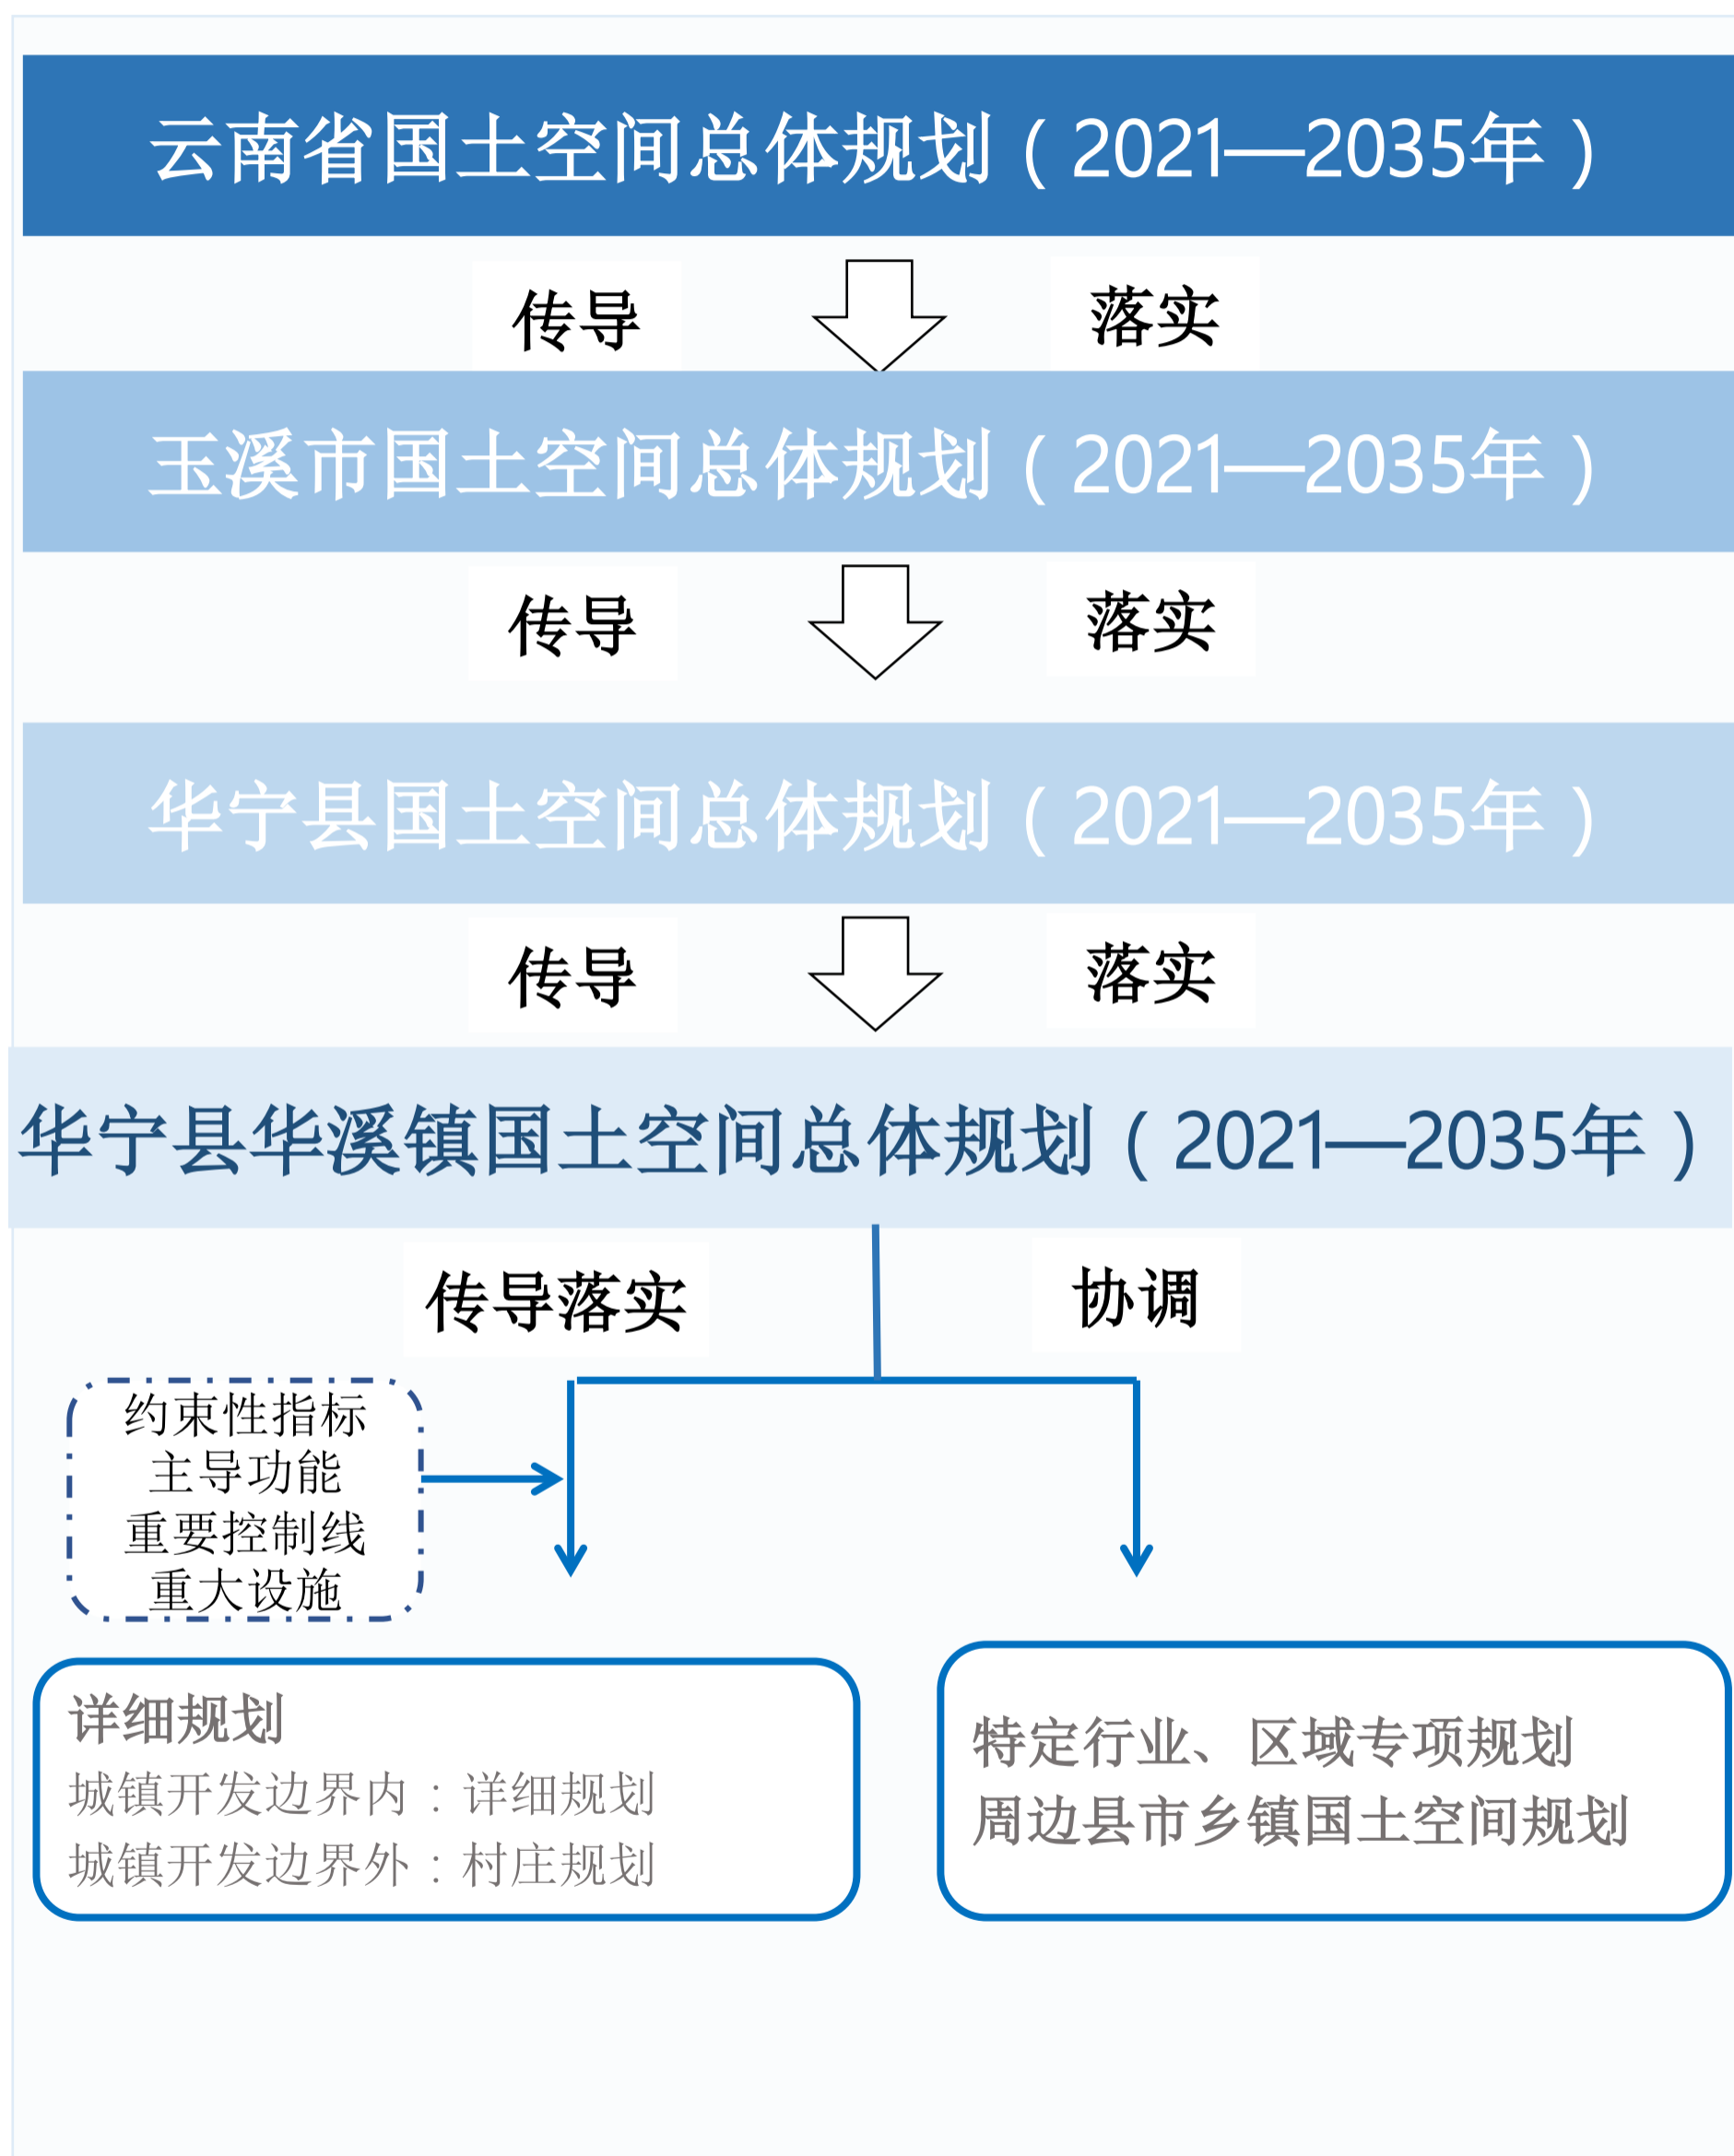 云南省国土空间总体规划（2021—2035年）
传导
落实
玉溪市国土空间总体规划（2021—2035年）
传导
落实
华宁县国土空间总体规划（2021—2035年）
传导
落实
华宁县华溪镇国土空间总体规划（2021—2035年）
传导落实
协调
约束性指标
主导功能
重要控制线
重大设施
详细规划
城镇开发边界内：详细规划
城镇开发边界外：村庄规划
特定行业、区域专项规划
周边县市乡镇国土空间规划